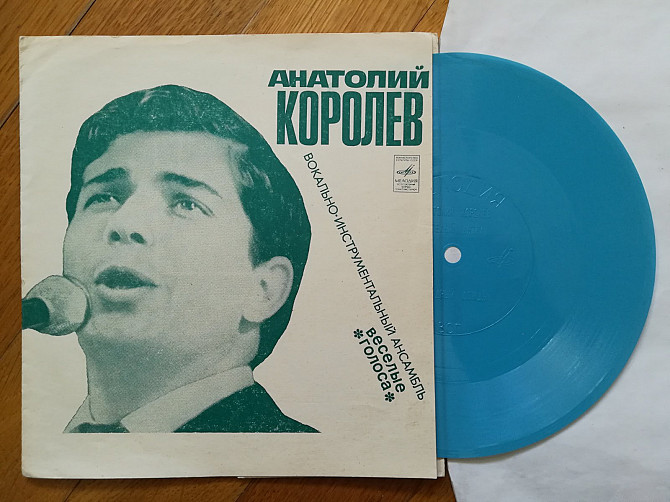 АНАТОЛИЙ
КОРОЛЕВ
МЕЛОДИЯ
ВОКАЛЬНО-ИНСТРУМЕНТАЛЬНЫЙ АНСАМБЛЬ
веселые
*голоса*